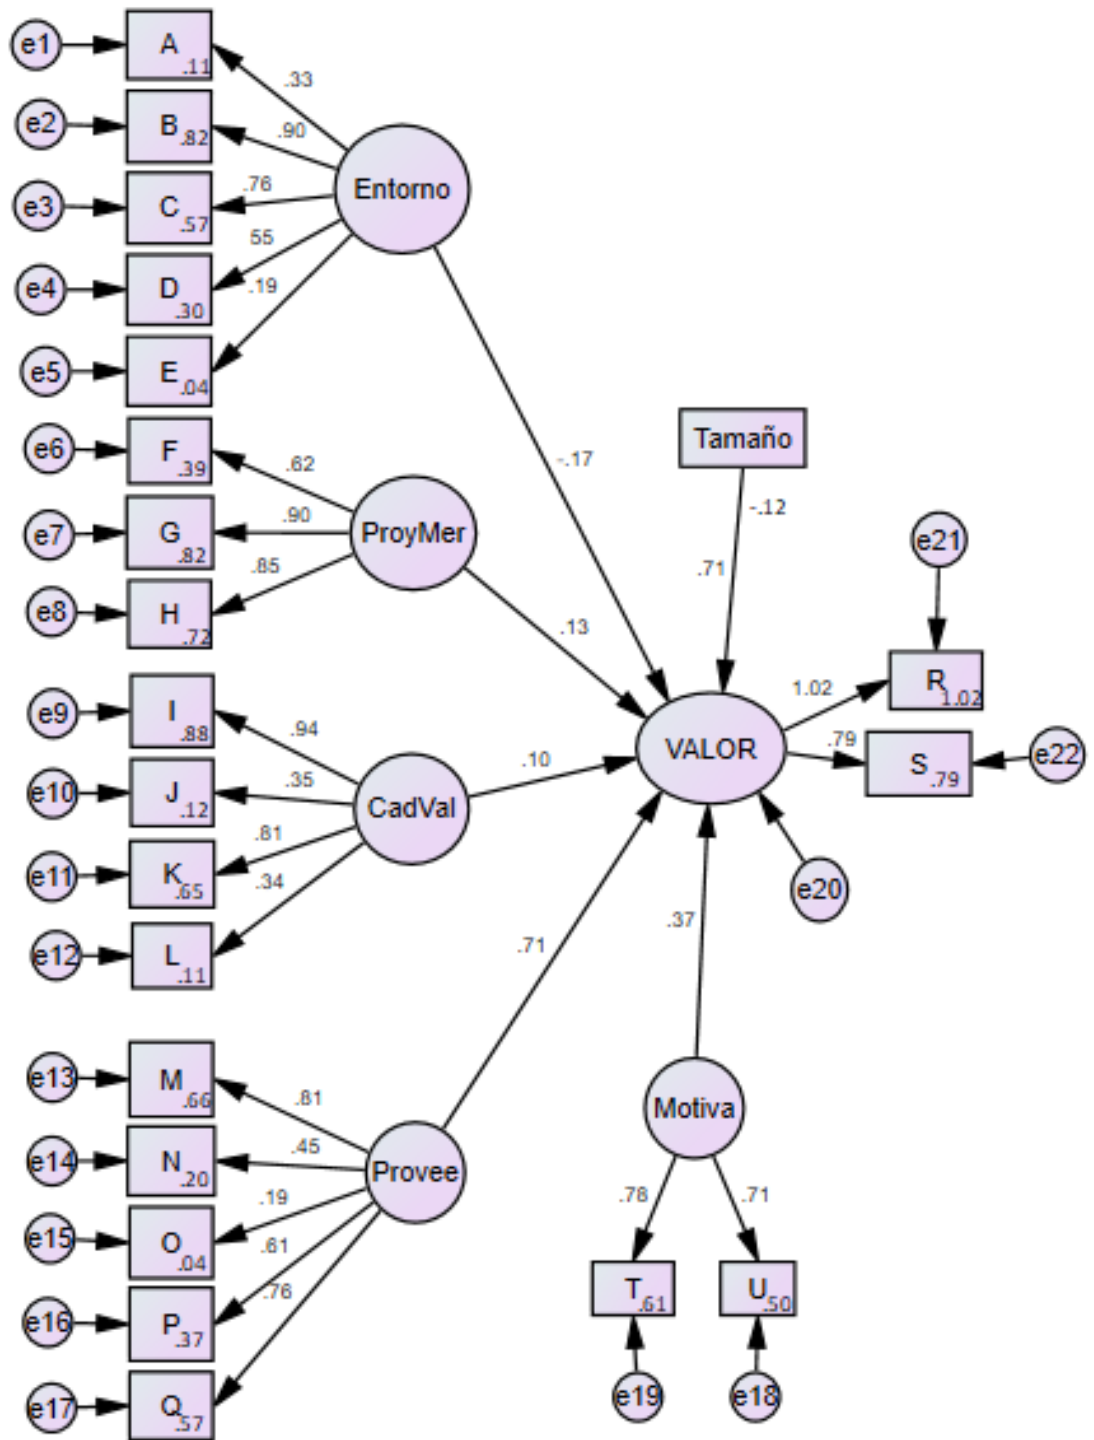 e1
A
.11
.33
e2
B
.82
.90
e3
C
.57
.76
Entorno
e4
D
.30
55
e5
E
.04
.19
-.17
Tamaño
-.12
.71
e6
F
.39
.62
e7
G
.82
.90
ProyMer
e8
H
.72
.85
.13
e21
R
1.02
1.02
e9
I
.88
.94
VALOR
.79
S
.79
e22
e10
J
.12
.35
CadVal
.10
e11
K
.65
.81
e20
e12
L
.11
.34
.71
.37
e13
M
.66
.81
Motiva
e14
N
.20
.45
Provee
e15
O
.04
.19
.78
.71
e16
P
.37
.61
T
.61
U
.50
e17
Q
.57
.76
e19
e18